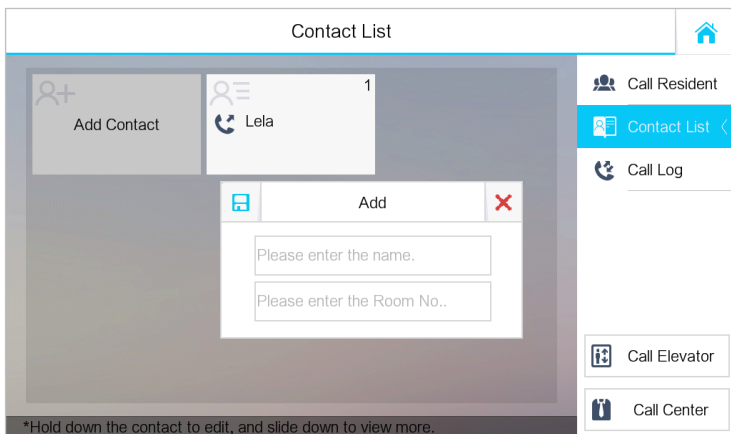 Contact List
Add Contact
1
Lela
Add
Please enter the name.
Please enter the Room No..
*Hold down the contact to edit, and slide down to view more.
Call Resident
Contact List
Call Log
Call Elevator
Call Center